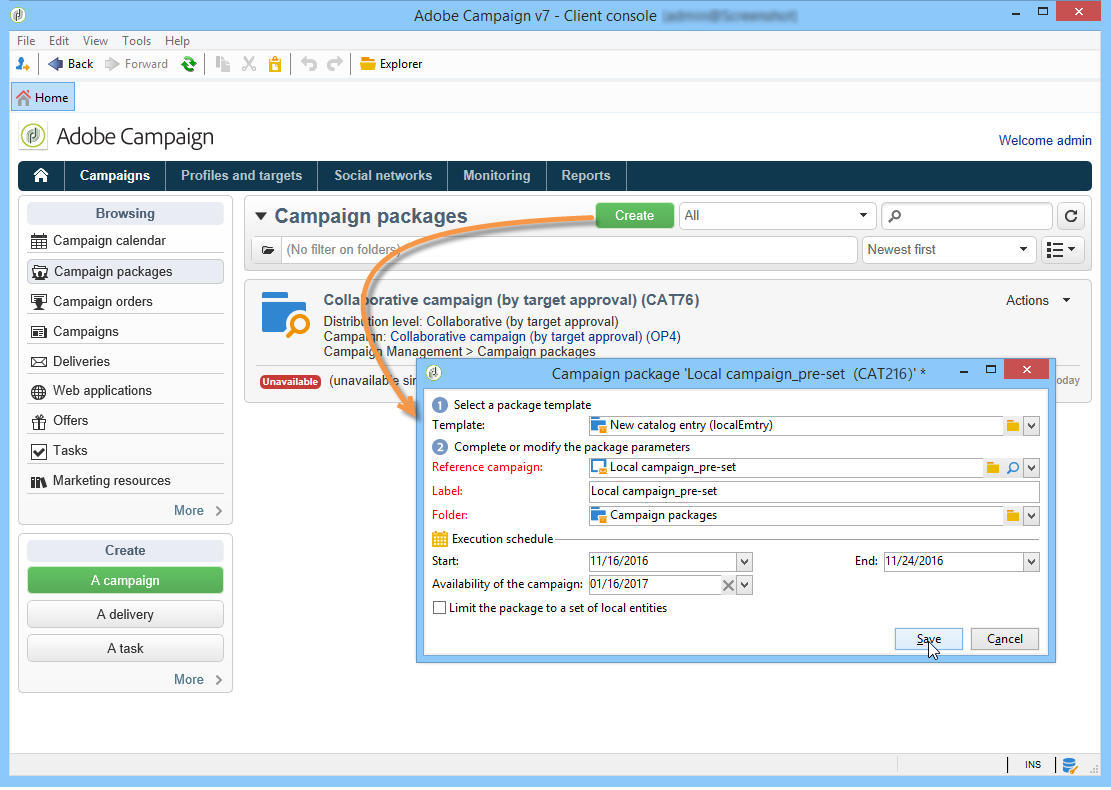 Adobe Campaign v7 - Client console
File Edit View Tools Help
Back Forward Explorer
Home
Adobe Campaign
Welcome admin
Campaigns Profiles and targets Social networks Monitoring Reports
Browsing
Campaign calendar
Campaign packages
Campaign orders
Campaigns
Deliveries
Web applications
Offers
Tasks
Marketing resources
More
Create
A campaign
A delivery
A task
More
Campaign packages Create All
(No filter on folders) Newest first
Collaborative campaign (by target approval) (CAT76) Actions
Distribution level: Collaborative (by target approval)
Campaign: Collaborative campaign (by target approval) (OP4)
Campaign Management > Campaign packages
Unavailable (unavailable sin oday
Campaign package 'Local campaign_pre-set (CAT216)' *
1 Select a package template
Template: New catalog entry (localEmtry)
2 Complete or modify the package parameters
Reference campaign: Local campaign_pre-set
Label: Local campaign_pre-set
Folder: Campaign packages
Execution schedule
Start: 11/16/2016 End: 11/24/2016
Availability of the campaign: 01/16/2017
Limit the package to a set of local entities
Save Cancel
INS